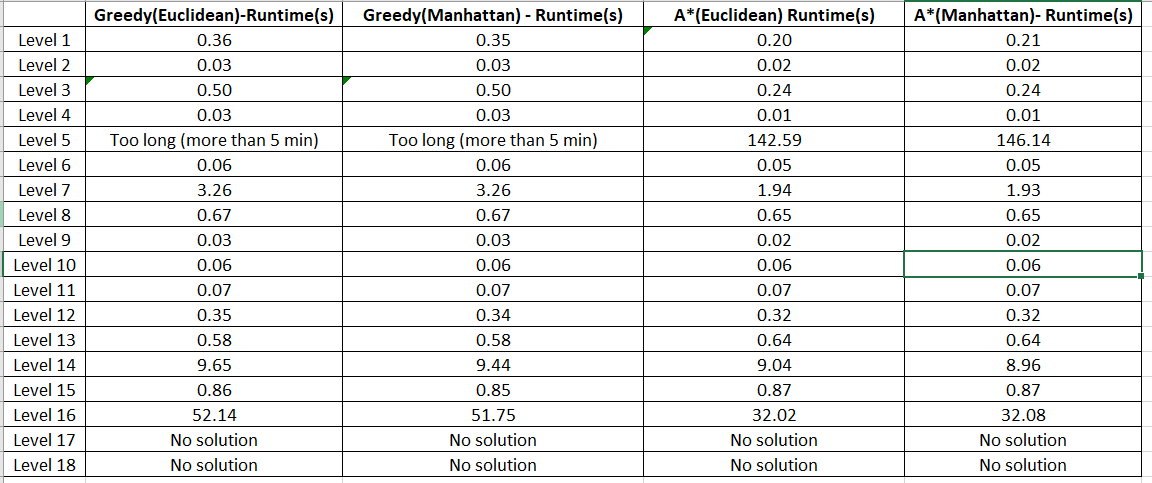 Greedy(Euclidean)-Runtime(s) Greedy(Manhattan) - Runtime(s) A*(Euclidean) Runtime(s) A*(Manhattan)- Runtime(s)
Level 1 0.36 0.35 0.20 0.21
Level 2 0.03 0.03 0.02 0.02
Level 3 0.50 0.50 0.24 0.24
Level 4 0.03 0.03 0.01 0.01
Level 5 Too long (more than 5 min) Too long (more than 5 min) 142.59 146.14
Level 6 0.06 0.06 0.05 0.05
Level 7 3.26 3.26 1.94 1.93
Level 8 0.67 0.67 0.65 0.65
Level 9 0.03 0.03 0.02 0.02
Level 10 0.06 0.06 0.06 0.06
Level 11 0.07 0.07 0.07 0.07
Level 12 0.35 0.34 0.32 0.32
Level 13 0.58 0.58 0.64 0.64
Level 14 9.65 9.44 9.04 8.96
Level 15 0.86 0.85 0.87 0.87
Level 16 52.14 51.75 32.02 32.08
Level 17 No solution No solution No solution No solution
Level 18 No solution No solution No solution No solution